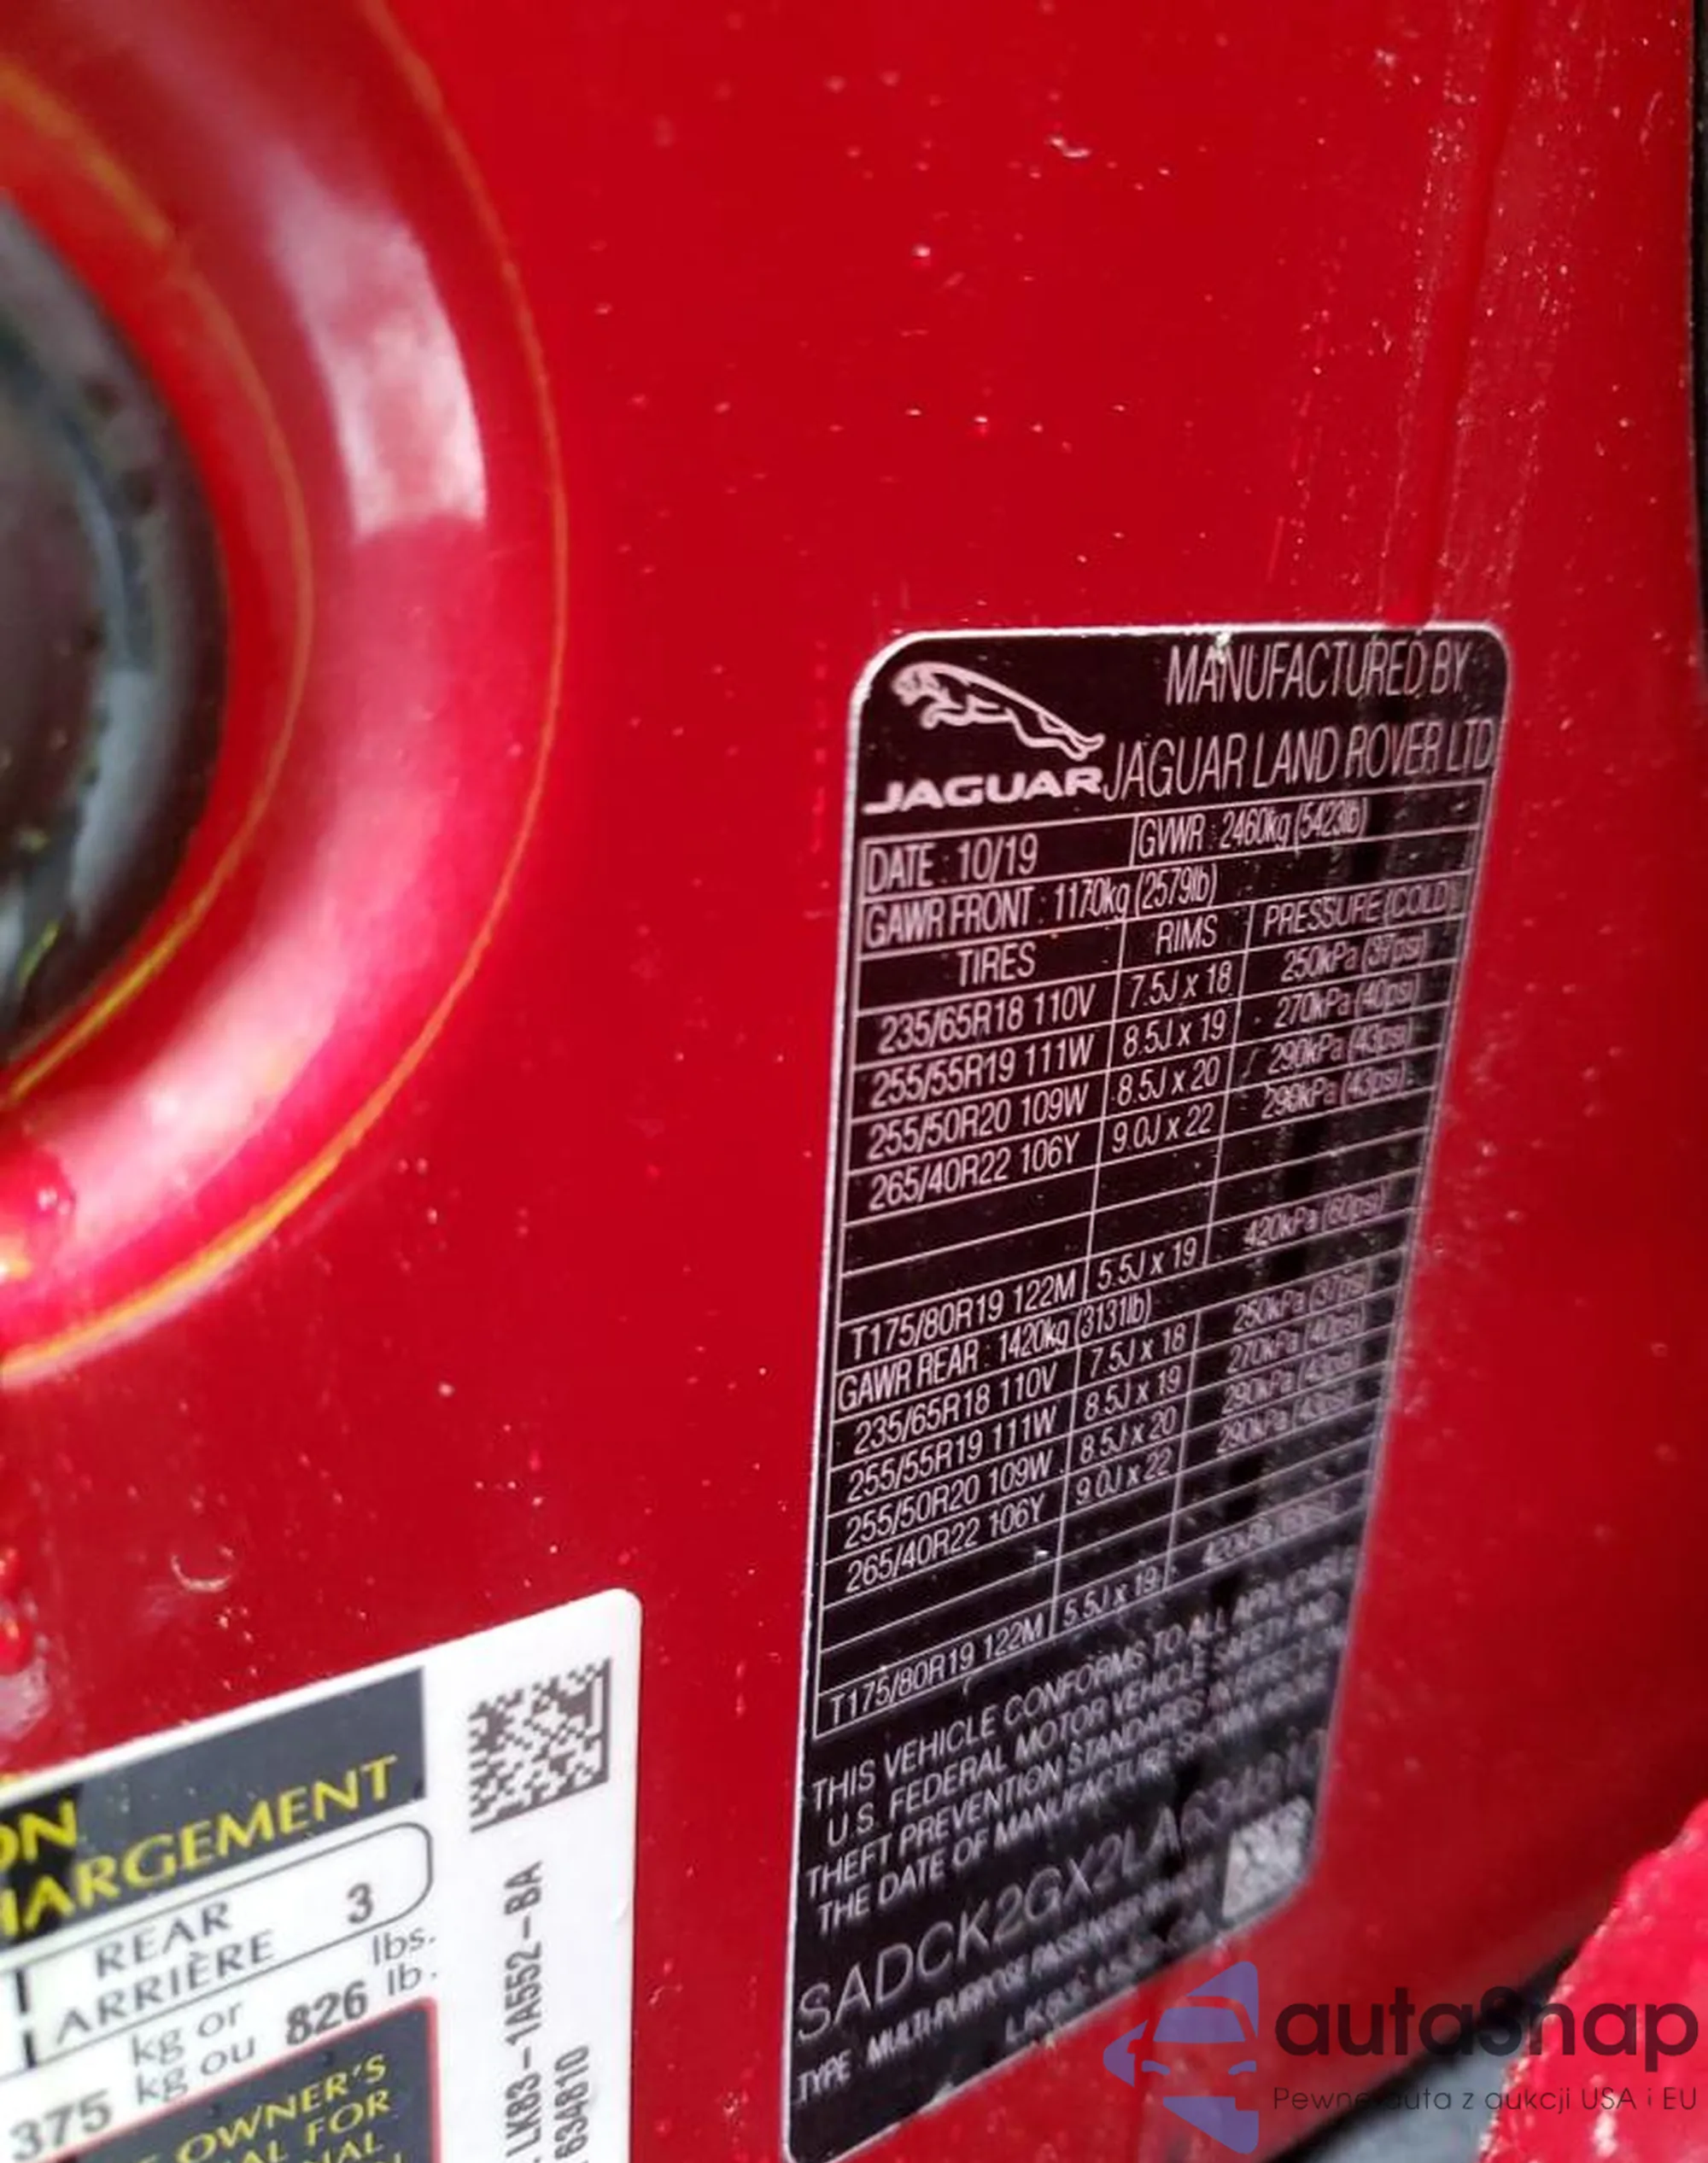 MANUFACTURED BY
JAGUAR JAGUAR LAND ROVER LTD
DATE : 10/19 GVWR : 2460kg (5423lb)
GAWR FRONT : 1170kg (2579lb)
TIRES RIMS PRESSURE (COLD)
235/65R18 110V 7.5J x 18 250kPa (37psi)
255/55R19 111W 8.5J x 19 270kPa (40psi)
255/50R20 109W 8.5J x 20 290kPa (43psi)
265/40R22 106Y 9.0J x 22 290kPa (43psi)
T175/80R19 122M 5.5J x 19 420kPa (60psi)
GAWR REAR : 1420kg (3131lb)
235/65R18 110V 7.5J x 18 250kPa (37psi)
255/55R19 111W 8.5J x 19 270kPa (40psi)
255/50R20 109W 8.5J x 20 290kPa (43psi)
265/40R22 106Y 9.0J x 22 290kPa (43psi)
T175/80R19 122M 5.5J x 19 420kPa (60psi)
THIS VEHICLE CONFORMS TO ALL APPLICABLE
U.S. FEDERAL MOTOR VEHICLE SAFETY AND
THEFT PREVENTION STANDARDS IN EFFECT ON
THE DATE OF MANUFACTURE SHOWN ABOVE
SADCK2GX2LA634810
TYPE : MULTI-PURPOSE PASSENGER VEHICLE
ON
HARGEMENT
REAR 3
ARRIÈRE
kg or lbs.
375 kg ou 826 lb.
OWNER'S
AL FOR
NAL
LK83-1A552-BA
634810
autaSnap
Pewne auta z aukcji USA i EU